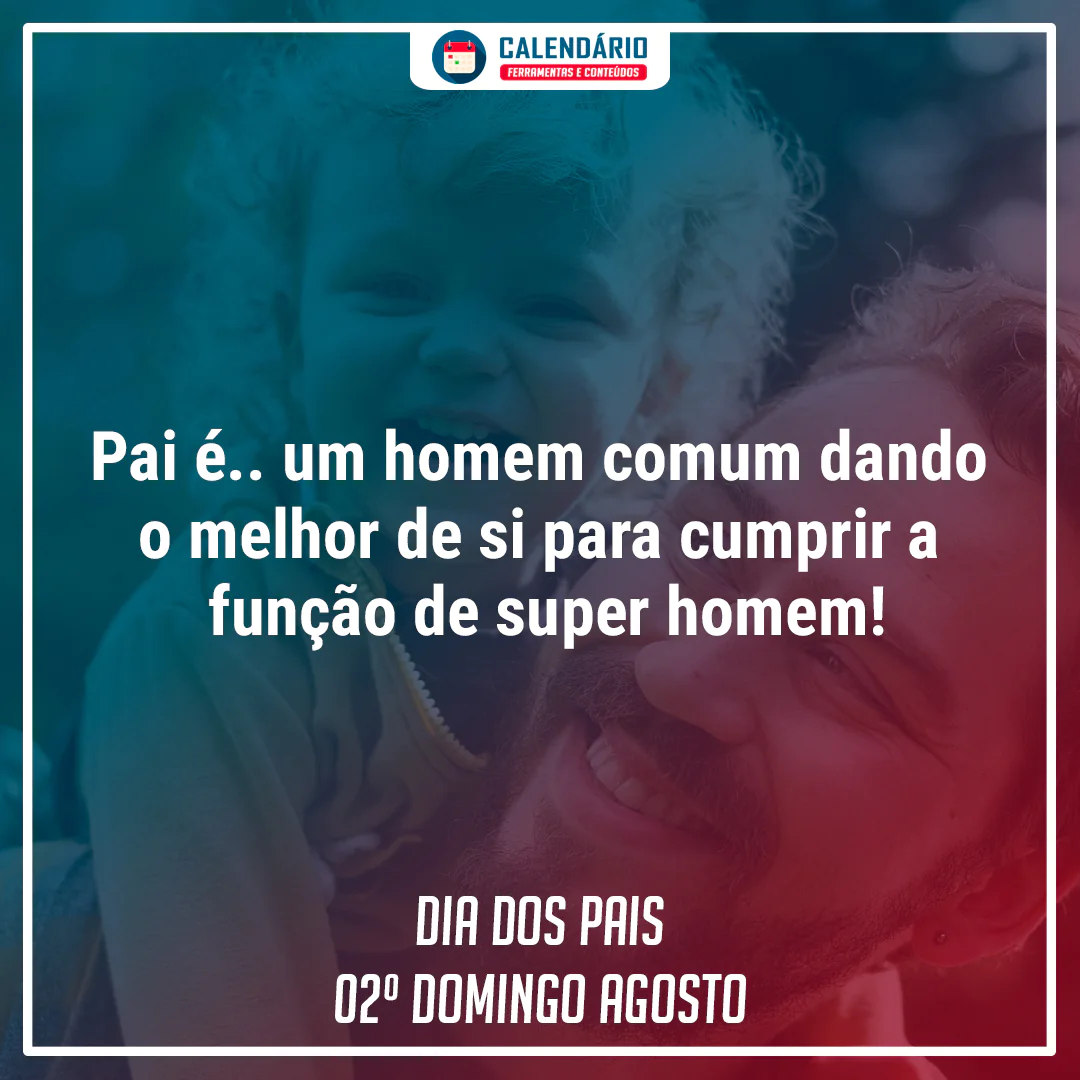 CALENDÁRIO
FERRAMENTAS E CONTEÚDOS
Pai é.. um homem comum dando
o melhor de si para cumprir a
função de super homem!
DIA DOS PAIS
02º DOMINGO AGOSTO